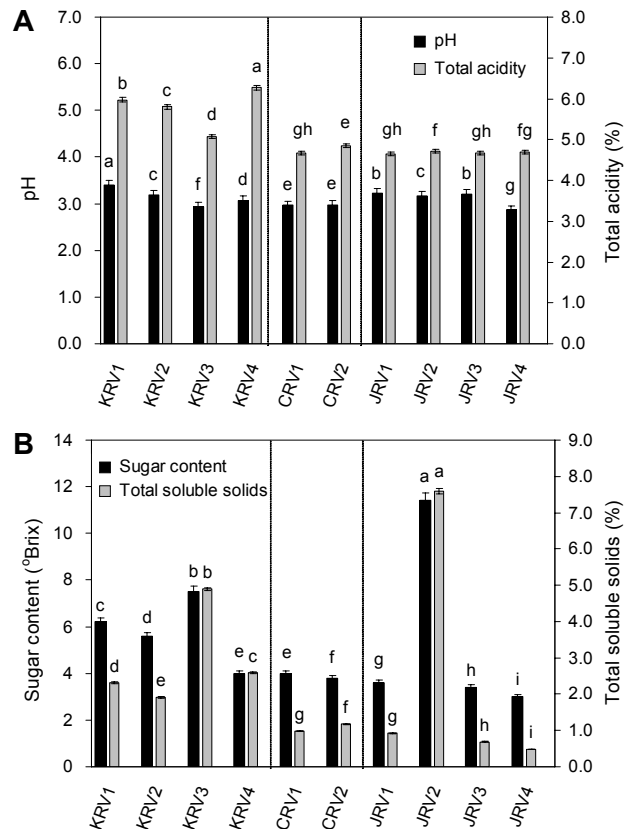 A
7.0
6.0
5.0
4.0
3.0
2.0
1.0
0.0
pH
8.0
7.0
6.0
5.0
4.0
3.0
2.0
1.0
0.0
Total acidity (%)
pH
Total acidity
a b c c f d d a e gh e e b gh c f b gh g fg
KRV1 KRV2 KRV3 KRV4 CRV1 CRV2 JRV1 JRV2 JRV3 JRV4
B
14
12
10
8
6
4
2
0
Sugar content (°Brix)
9.0
8.0
7.0
6.0
5.0
4.0
3.0
2.0
1.0
0.0
Total soluble solids (%)
Sugar content
Total soluble solids
c d d e b b e c e g f f g g a a h h i i
KRV1 KRV2 KRV3 KRV4 CRV1 CRV2 JRV1 JRV2 JRV3 JRV4